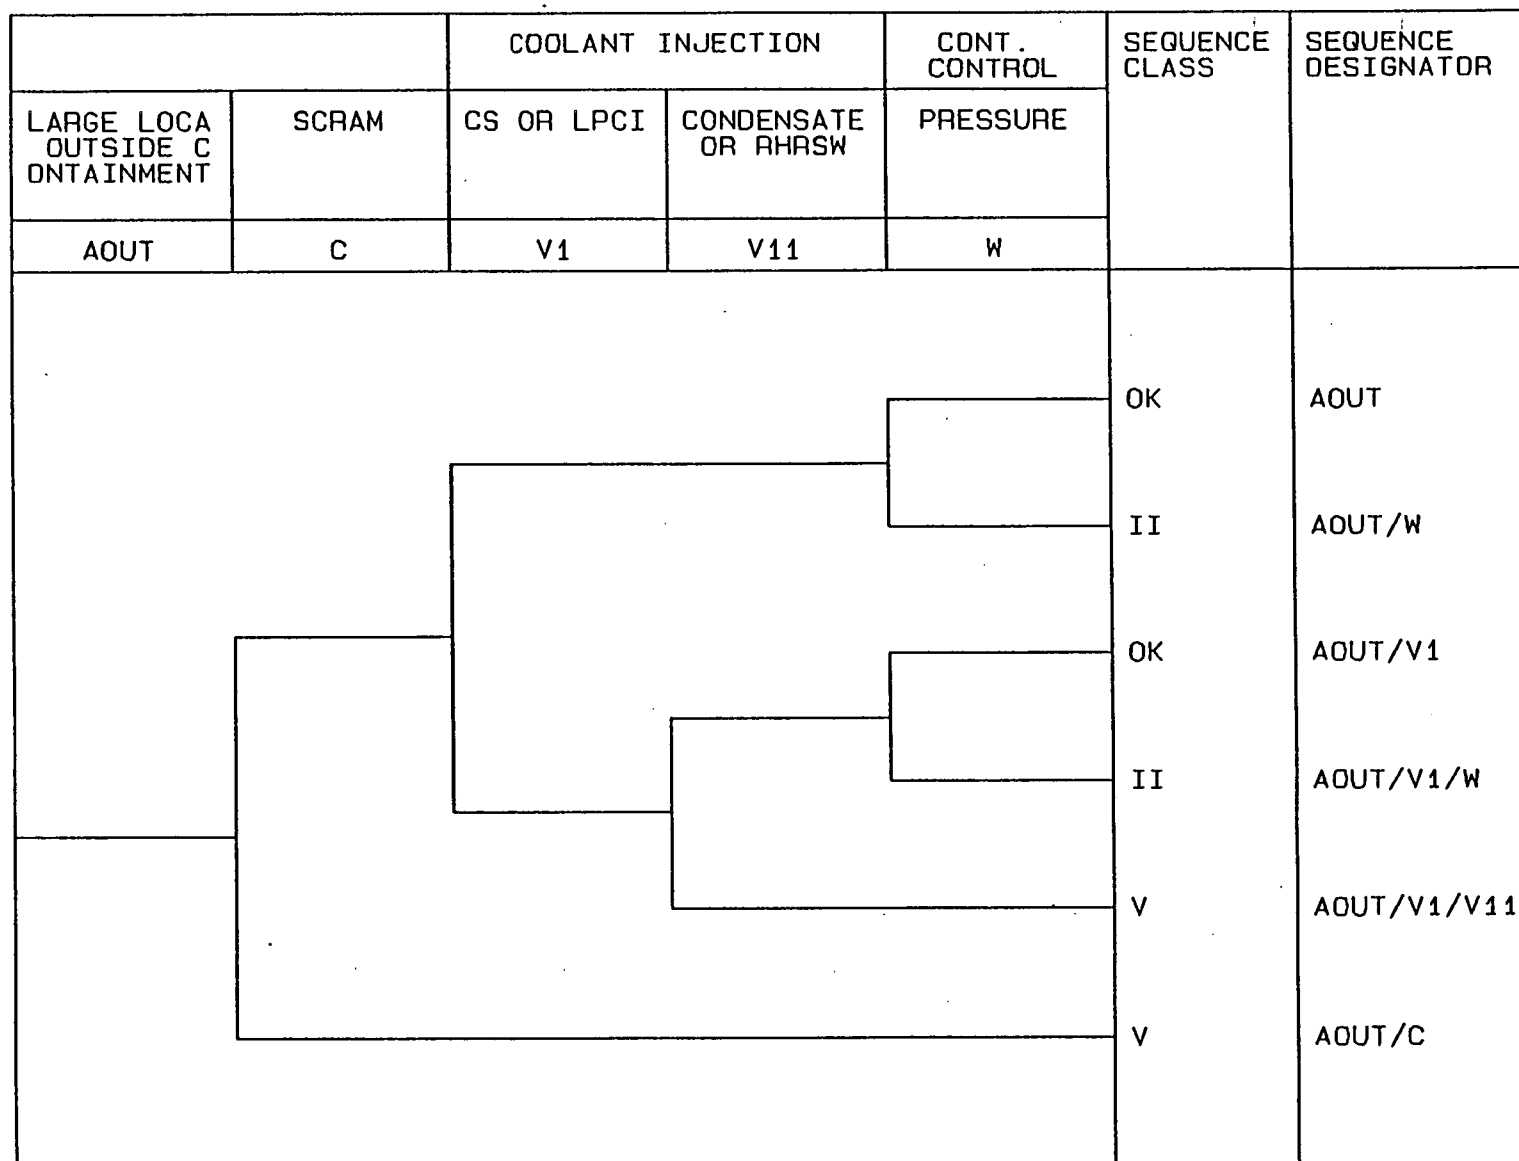 COOLANT INJECTION
CONT.
CONTROL
SEQUENCE
CLASS
SEQUENCE
DESIGNATOR
LARGE LOCA
OUTSIDE C
ONTAINMENT
SCRAM
CS OR LPCI
CONDENSATE
OR RHRSW
PRESSURE
AOUT
C
V1
V11
W
OK
AOUT
II
AOUT/W
OK
AOUT/V1
II
AOUT/V1/W
V
AOUT/V1/V11
V
AOUT/C